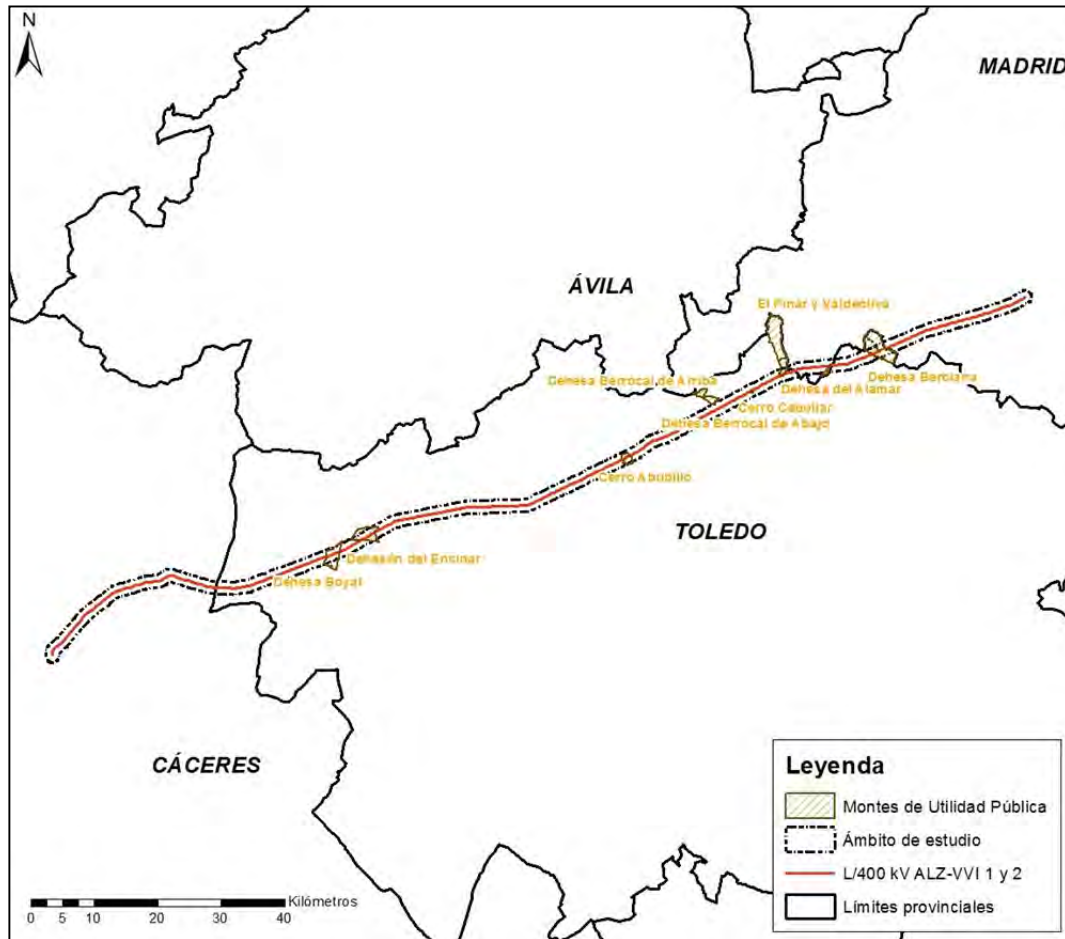 N
MADRID
ÁVILA
El Pinar y Valdeoliva
Dehesa Berrocal de Arriba
Dehesa Berciana
Dehesa del Alamar
Cerro Cabullar
Dehesa Berrocal de Abajo
Cerro Abubillo
TOLEDO
Dehesón del Encinar
Dehesa Boyal
CÁCERES
Leyenda
Montes de Utilidad Pública
Ámbito de estudio
L/400 kV ALZ-VVI 1 y 2
Límites provinciales
Kilómetros
0 5 10 20 30 40